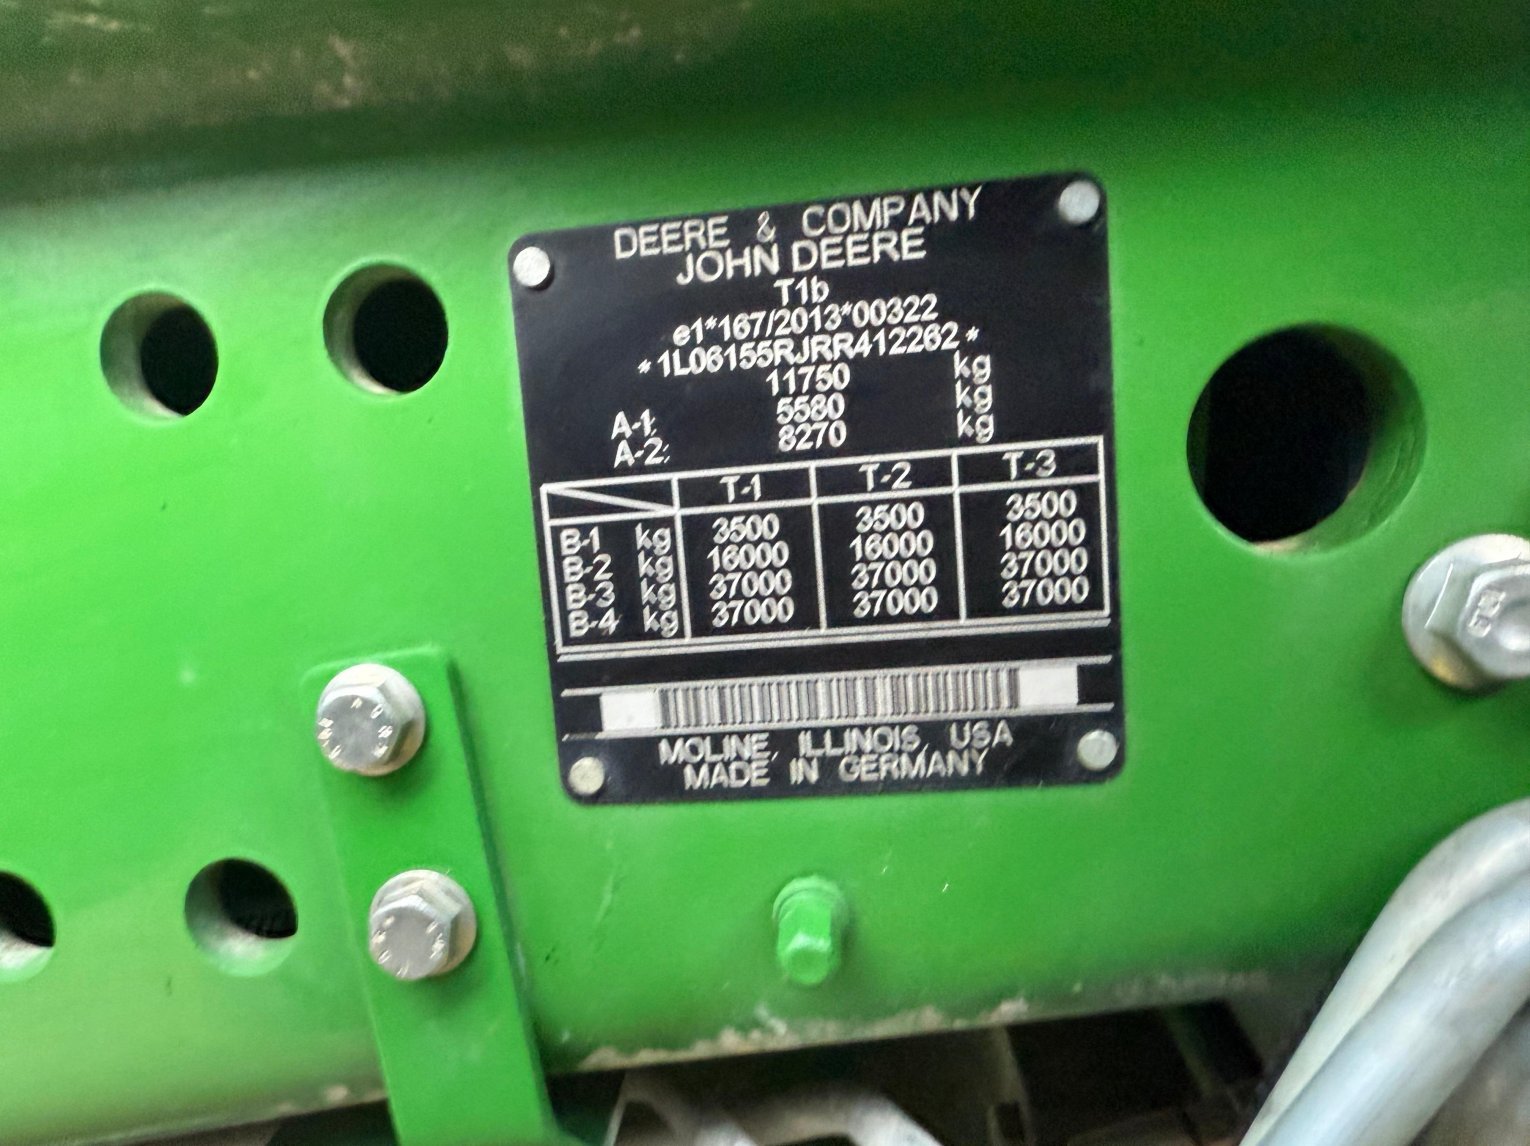 DEERE & COMPANY
JOHN DEERE
T1b
e1*167/2013*00322
*1L06155RJRR412262*
11750 kg
A-1: 5580 kg
A-2: 8270 kg
T-1 T-2 T-3
B-1 kg 3500 3500 3500
B-2 kg 16000 16000 16000
B-3 kg 37000 37000 37000
B-4 kg 37000 37000 37000
MOLINE, ILLINOIS, USA
MADE IN GERMANY